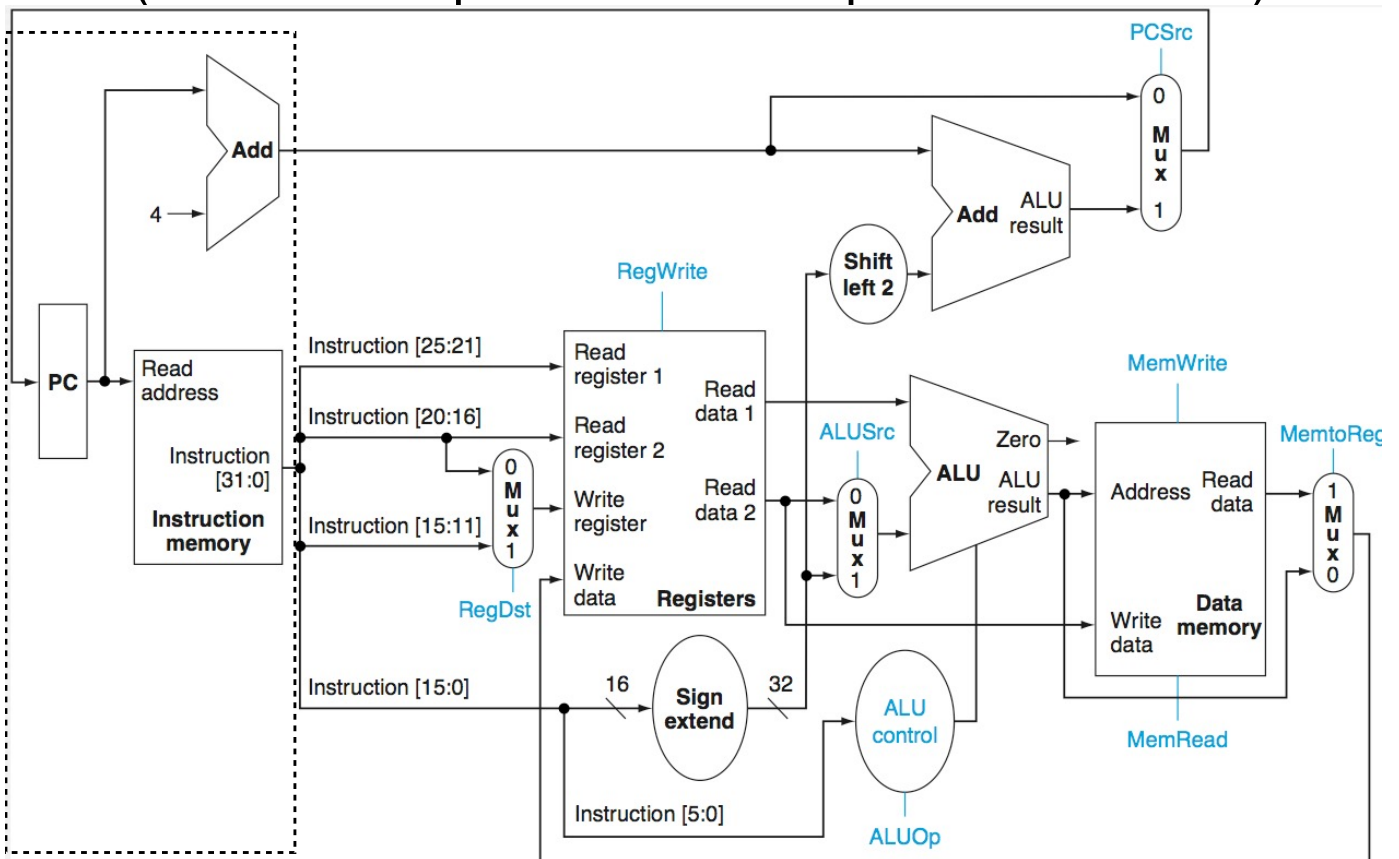 PCSrc
0
M
u
x
1
Add
4
Add
ALU
result
Shift
left 2
RegWrite
PC
Read
address
Instruction
[31:0]
Instruction
memory
Instruction [25:21]
Instruction [20:16]
Instruction [15:11]
0
M
u
x
1
RegDst
Read
register 1
Read
register 2
Write
register
Write
data
Read
data 1
Read
data 2
Registers
ALUSrc
0
M
u
x
1
Zero
ALU
ALU
result
MemWrite
Address
Read
data
Write
data
Data
memory
MemRead
MemtoReg
1
M
u
x
0
Instruction [15:0]
16
Sign
extend
32
ALU
control
Instruction [5:0]
ALUOp